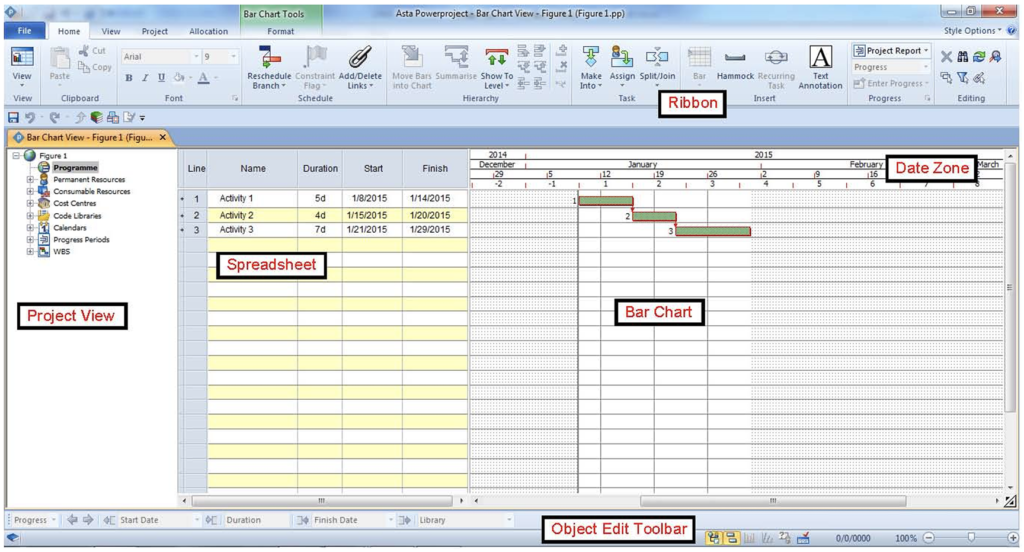 Bar Chart Tools
Asta Powerproject - Bar Chart View - Figure 1 (Figure1.pp)
File Home View Project Allocation Format Style Options
View
Paste
Cut
Copy
Arial 9
B I U A
Reschedule Branch
Constraint Flag
Add/Delete Links
Move Bars into Chart
Summarise
Show To Level
Make Into
Assign
Split/Join
Bar
Hammock
Recurring Task
Text Annotation
Project Report
Progress
Enter Progress
View Clipboard Font Schedule Hierarchy Task Insert Progress Editing
Ribbon
Bar Chart View - Figure 1 (Figu...
Figure 1
Programme
Permanent Resources
Consumable Resources
Cost Centres
Code Libraries
Calendars
Progress Periods
WBS
Project View
Line Name Duration Start Finish
1 Activity 1 5d 1/8/2015 1/14/2015
2 Activity 2 4d 1/15/2015 1/20/2015
3 Activity 3 7d 1/21/2015 1/29/2015
Spreadsheet
2014 2015
December January February March
29 5 12 19 26 2 9 16
-2 -1 1 2 3 4 5 6 7 8
Date Zone
1
2
3
Bar Chart
Progress Start Date Duration Finish Date Library
Object Edit Toolbar
0/0/0000 100%